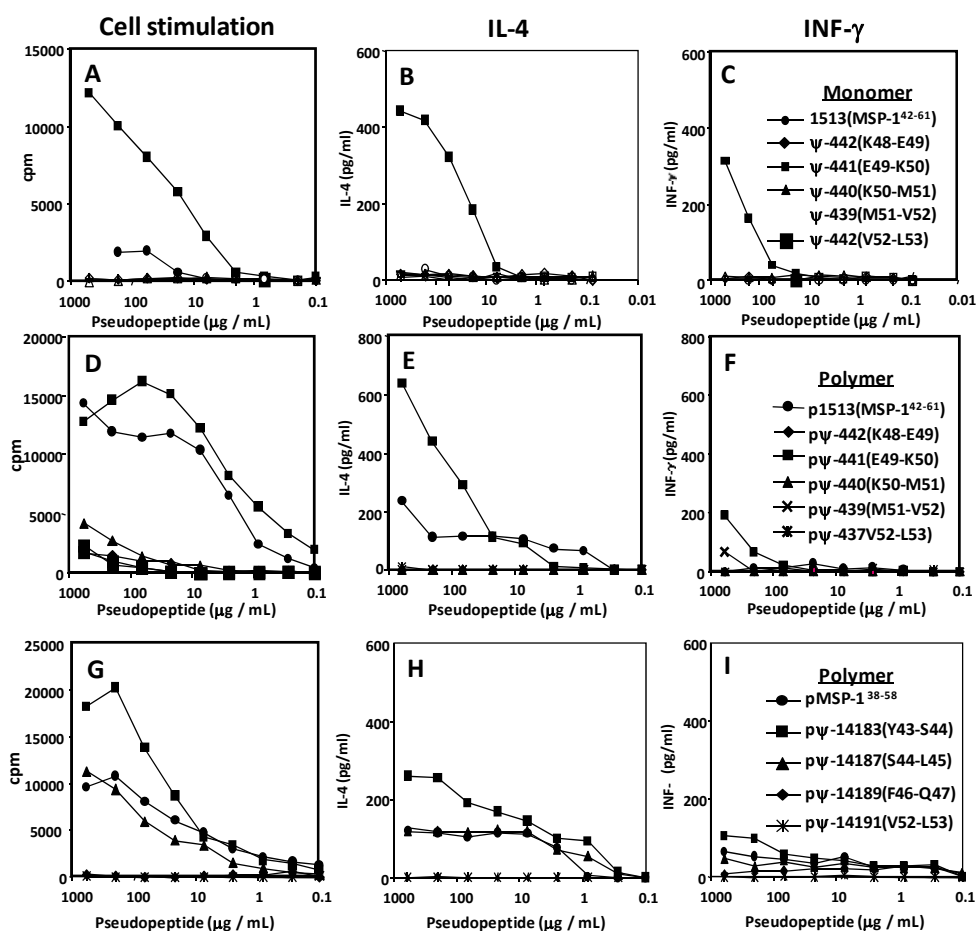 Cell stimulation
IL-4
INF-γ
15000
10000
5000
0
cpm
A
1000 100 10 1 0.1
Pseudopeptide (μg / mL)
600
400
200
0
IL-4 (pg/ml)
B
1000 100 10 1 0.1 0.01
Pseudopeptide (μg / mL)
600
400
200
0
INF-γ (pg/ml)
C
Monomer
1513(MSP-1⁴²⁻⁶¹)
ψ-442(K48-E49)
ψ-441(E49-K50)
ψ-440(K50-M51)
ψ-439(M51-V52)
ψ-442(V52-L53)
1000 100 10 1 0.1 0.01
Pseudopeptide (μg / mL)
20000
15000
10000
5000
0
cpm
D
1000 100 10 1 0.1
Pseudopeptide (μg / mL)
800
600
400
200
0
IL-4 (pg/ml)
E
1000 100 10 1 0.1
Pseudopeptide (μg / mL)
800
600
400
200
0
INF-γ (pg/ml)
F
Polymer
p1513(MSP-1⁴²⁻⁶¹)
pψ-442(K48-E49)
pψ-441(E49-K50)
pψ-440(K50-M51)
pψ-439(M51-V52)
pψ-437V52-L53)
1000 100 10 1 0.1
Pseudopeptide (μg / mL)
25000
20000
15000
10000
5000
0
cpm
G
1000 100 10 1 0.1
Pseudopeptide (μg / mL)
600
400
200
0
IL-4 (pg/ml)
H
1000 100 10 1 0.1
Pseudopeptide (μg / mL)
600
400
200
0
INF-
I
Polymer
pMSP-1 ³⁸⁻⁵⁸
pψ-14183(Y43-S44)
pψ-14187(S44-L45)
pψ-14189(F46-Q47)
pψ-14191(V52-L53)
1000 100 10 1 0.1
Pseudopeptide (μg / mL)